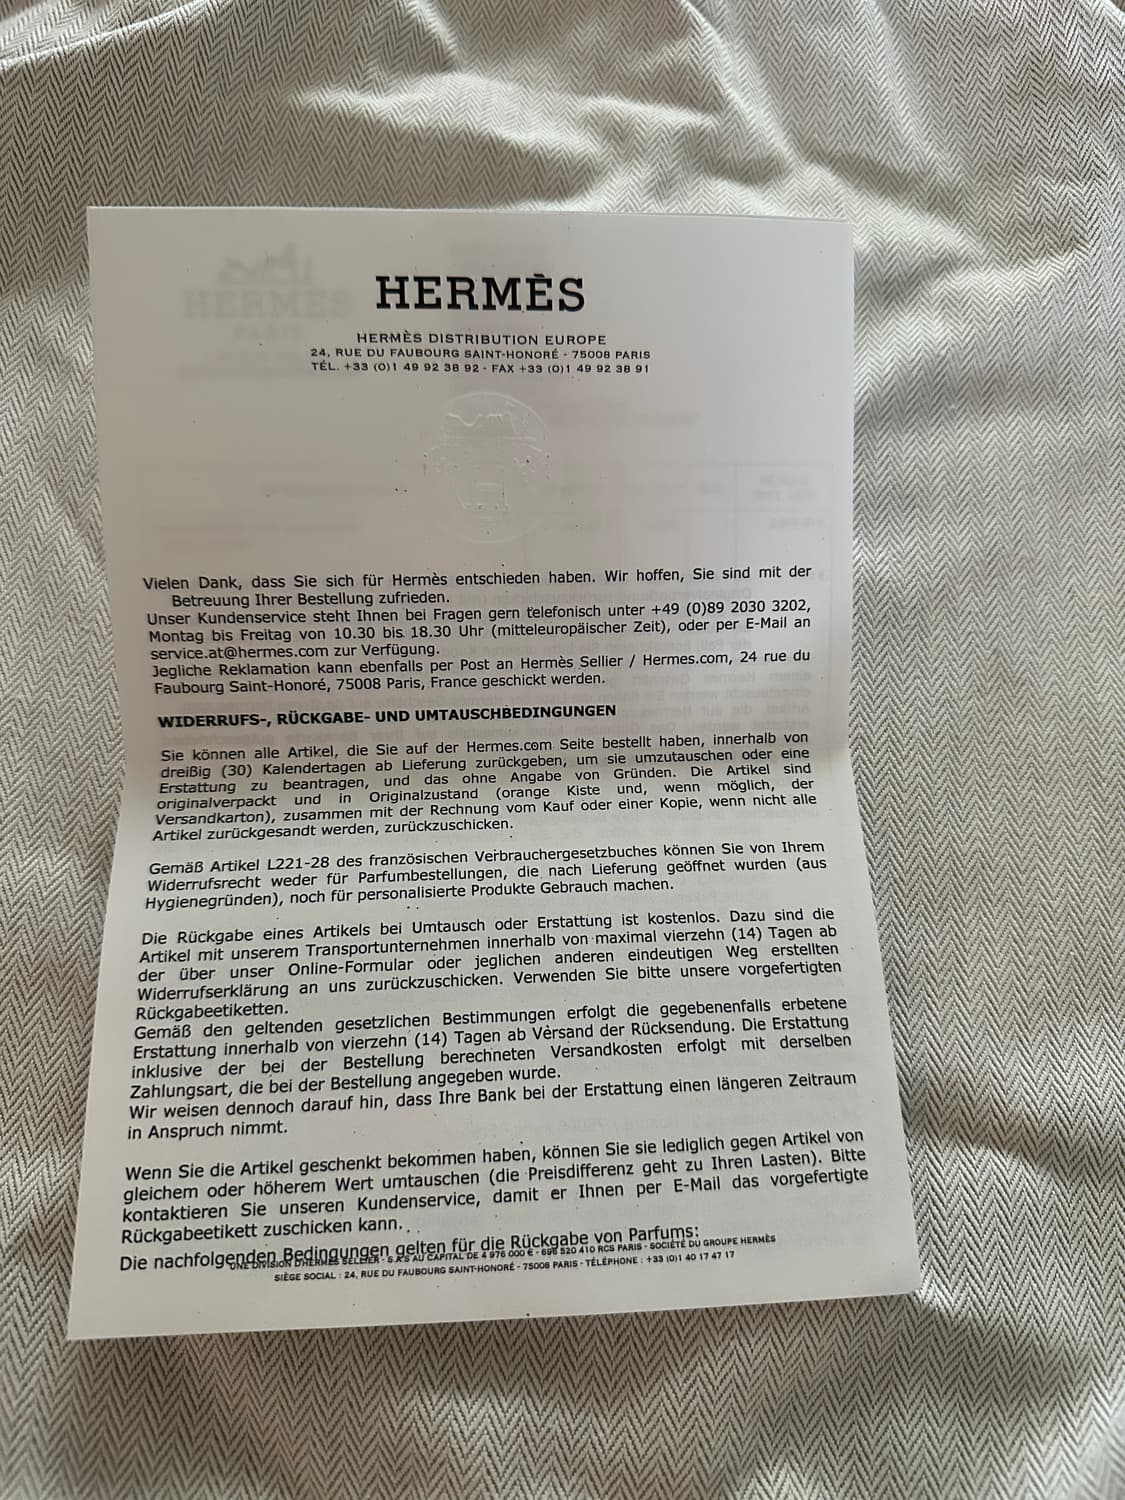 HERMÈS
HERMÈS DISTRIBUTION EUROPE
24, RUE DU FAUBOURG SAINT-HONORÉ - 75008 PARIS
TÉL. +33 (0)1 49 92 38 92 - FAX +33 (0)1 49 92 38 91
Vielen Dank, dass Sie sich für Hermès entschieden haben. Wir hoffen, Sie sind mit der
Betreuung Ihrer Bestellung zufrieden.
Unser Kundenservice steht Ihnen bei Fragen gern telefonisch unter +49 (0)89 2030 3202,
Montag bis Freitag von 10.30 bis 18.30 Uhr (mitteleuropäischer Zeit), oder per E-Mail an
service.at@hermes.com zur Verfügung.
Jegliche Reklamation kann ebenfalls per Post an Hermès Sellier / Hermes.com, 24 rue du
Faubourg Saint-Honoré, 75008 Paris, France geschickt werden.
WIDERRUFS-, RÜCKGABE- UND UMTAUSCHBEDINGUNGEN
Sie können alle Artikel, die Sie auf der Hermes.com Seite bestellt haben, innerhalb von
dreißig (30) Kalendertagen ab Lieferung zurückgeben, um sie umzutauschen oder eine
Erstattung zu beantragen, und das ohne Angabe von Gründen. Die Artikel sind
originalverpackt und in Originalzustand (orange Kiste und, wenn möglich, der
Versandkarton), zusammen mit der Rechnung vom Kauf oder einer Kopie, wenn nicht alle
Artikel zurückgesandt werden, zurückzuschicken.
Gemäß Artikel L221-28 des französischen Verbrauchergesetzbuches können Sie von Ihrem
Widerrufsrecht weder für Parfumbestellungen, die nach Lieferung geöffnet wurden (aus
Hygienegründen), noch für personalisierte Produkte Gebrauch machen.
Die Rückgabe eines Artikels bei Umtausch oder Erstattung ist kostenlos. Dazu sind die
Artikel mit unserem Transportunternehmen innerhalb von maximal vierzehn (14) Tagen ab
der über unser Online-Formular oder jeglichen anderen eindeutigen Weg erstellten
Widerrufserklärung an uns zurückzuschicken. Verwenden Sie bitte unsere vorgefertigten
Rückgabeetiketten.
Gemäß den geltenden gesetzlichen Bestimmungen erfolgt die gegebenenfalls erbetene
Erstattung innerhalb von vierzehn (14) Tagen ab Versand der Rücksendung. Die Erstattung
inklusive der bei der Bestellung berechneten Versandkosten erfolgt mit derselben
Zahlungsart, die bei der Bestellung angegeben wurde.
Wir weisen dennoch darauf hin, dass Ihre Bank bei der Erstattung einen längeren Zeitraum
in Anspruch nimmt.
Wenn Sie die Artikel geschenkt bekommen haben, können Sie sie lediglich gegen Artikel von
gleichem oder höherem Wert umtauschen (die Preisdifferenz geht zu Ihren Lasten). Bitte
kontaktieren Sie unseren Kundenservice, damit er Ihnen per E-Mail das vorgefertigte
Rückgabeetikett zuschicken kann.
Die nachfolgenden Bedingungen gelten für die Rückgabe von Parfums:
UNE DIVISION D'HERMÈS SELLIER - S.A.S AU CAPITAL DE 4 976 000 € - 696 520 410 RCS PARIS - SOCIÉTÉ DU GROUPE HERMÈS
SIÈGE SOCIAL : 24, RUE DU FAUBOURG SAINT-HONORÉ - 75008 PARIS - TÉLÉPHONE : +33 (0)1 40 17 47 17